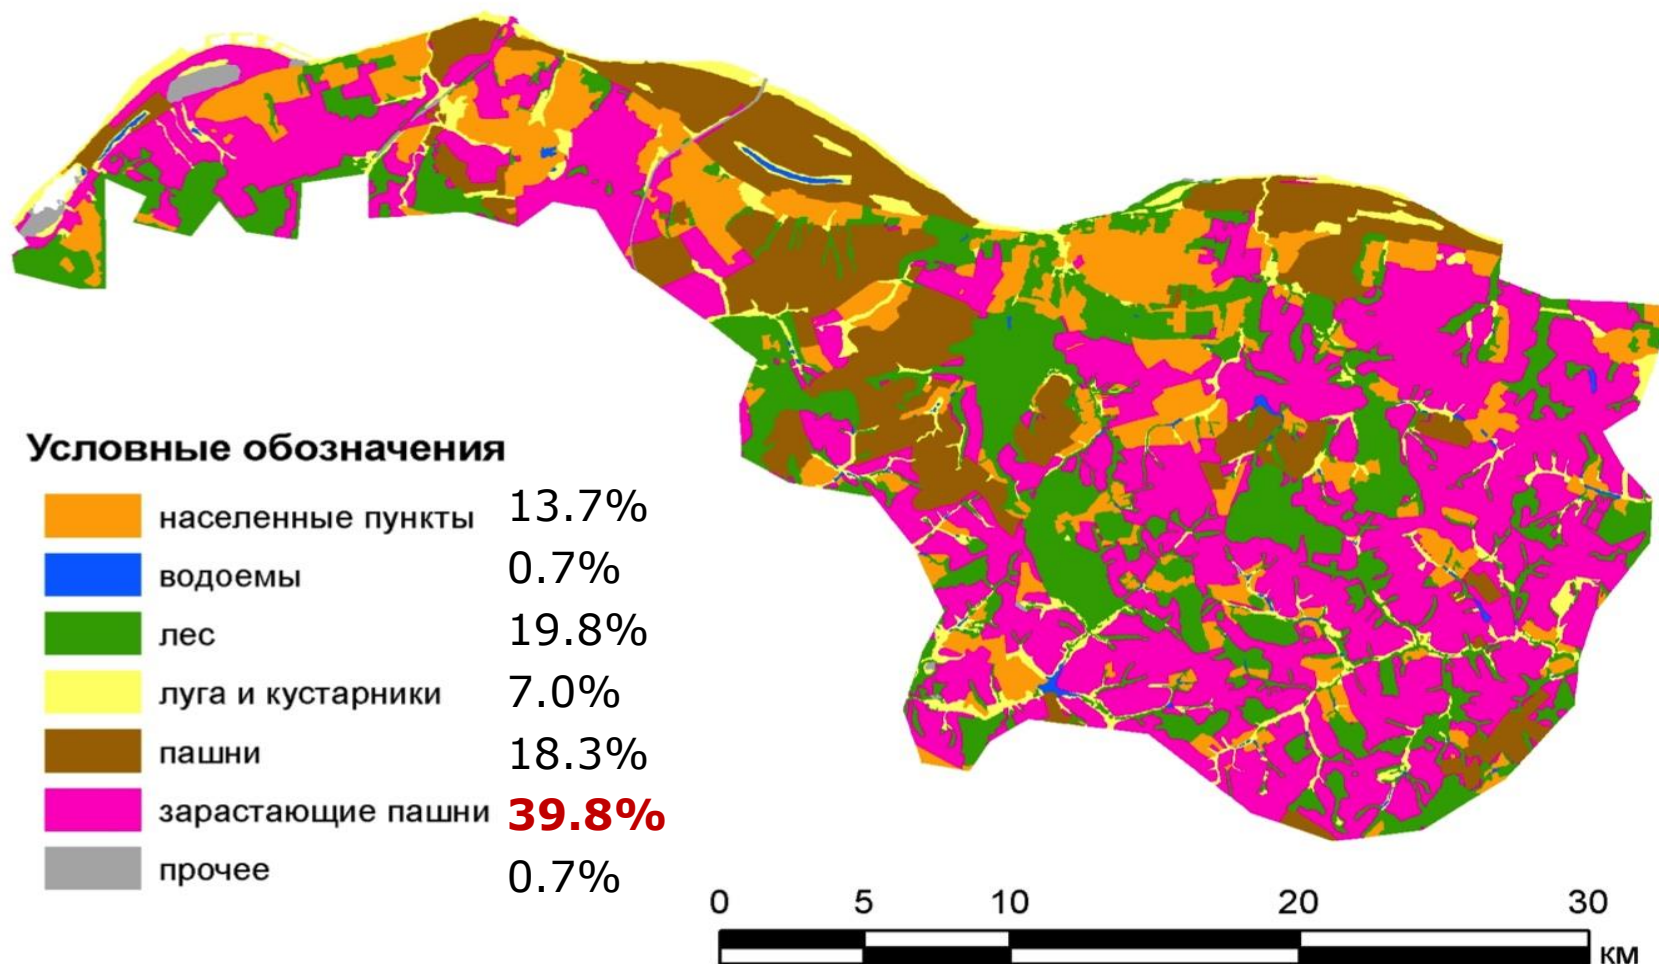 Условные обозначения
населенные пункты 13.7%
водоемы 0.7%
лес 19.8%
луга и кустарники 7.0%
пашни 18.3%
зарастающие пашни 39.8%
прочее 0.7%
0 5 10 20 30
км